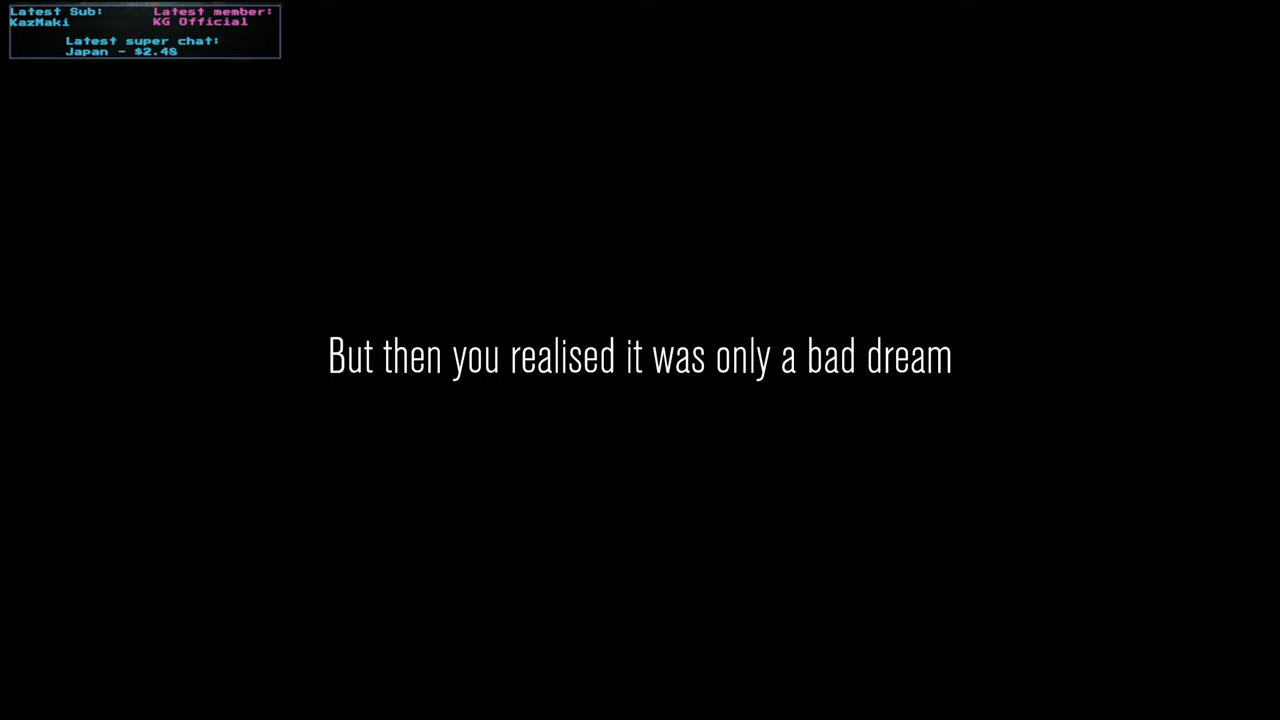 Latest Sub: Latest member:
KazMaki KG Official
Latest super chat:
Japan - $2.48
But then you realised it was only a bad dream